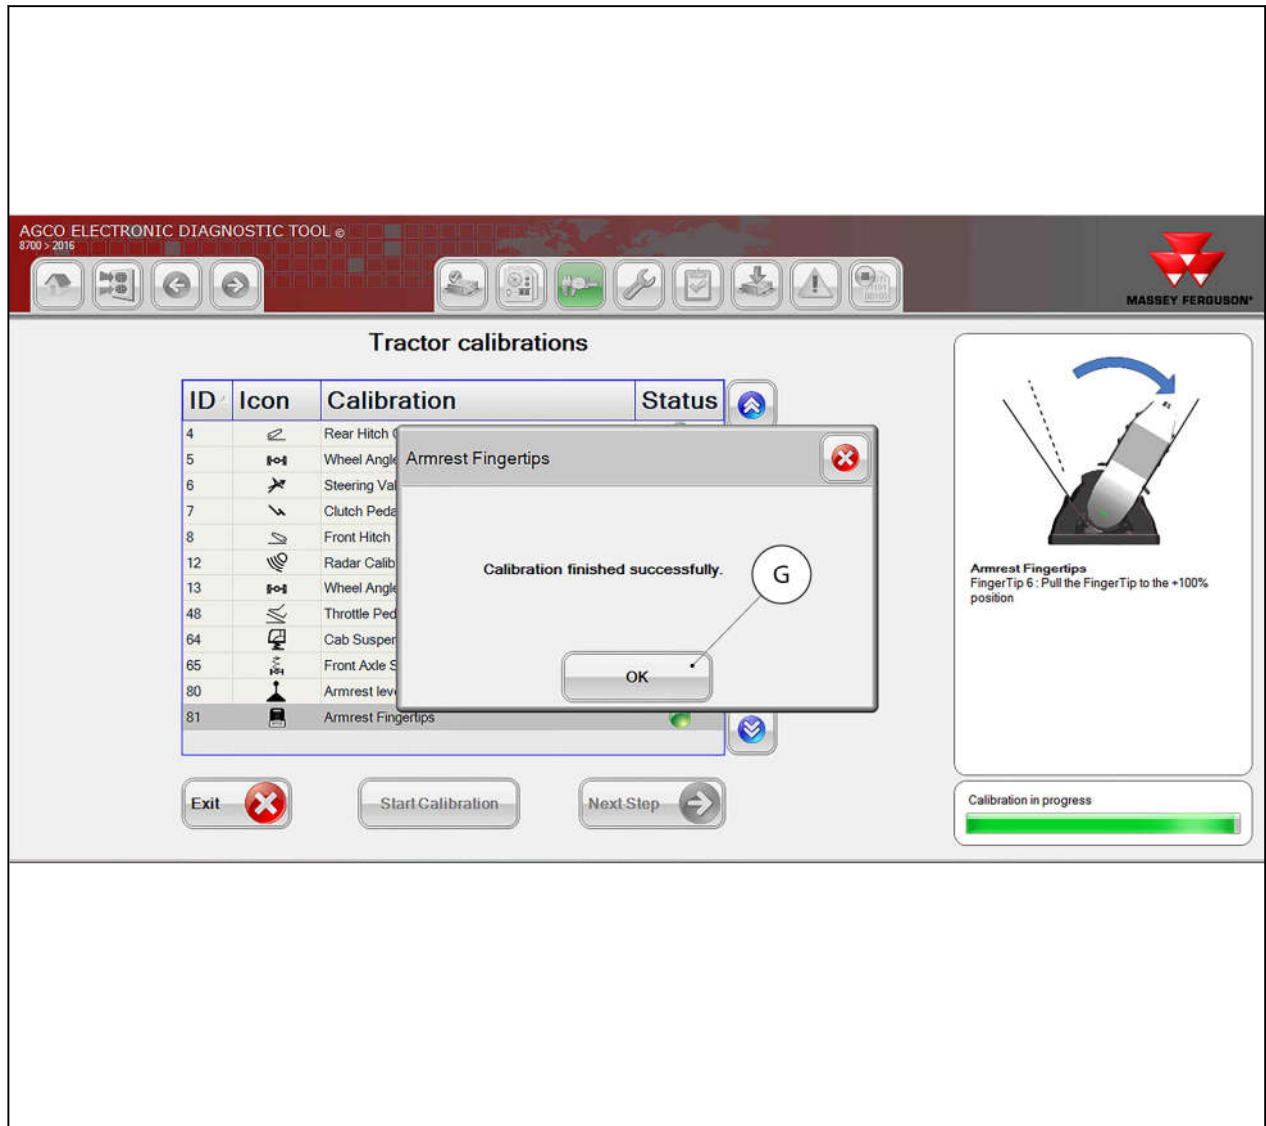 AGCO ELECTRONIC DIAGNOSTIC TOOL ©
8700 > 2016
MASSEY FERGUSON
Tractor calibrations
ID Icon Calibration Status
4 Rear Hitch
5 Wheel Angle
6 Steering Val
7 Clutch Peda
8 Front Hitch
12 Radar Calib
13 Wheel Angle
48 Throttle Ped
64 Cab Susper
65 Front Axle S
80 Armrest leve
81 Armrest Fingertips
Armrest Fingertips
Calibration finished successfully.
G
OK
Exit
Start Calibration
Next Step
Armrest Fingertips
FingerTip 6 : Pull the FingerTip to the +100%
position
Calibration in progress